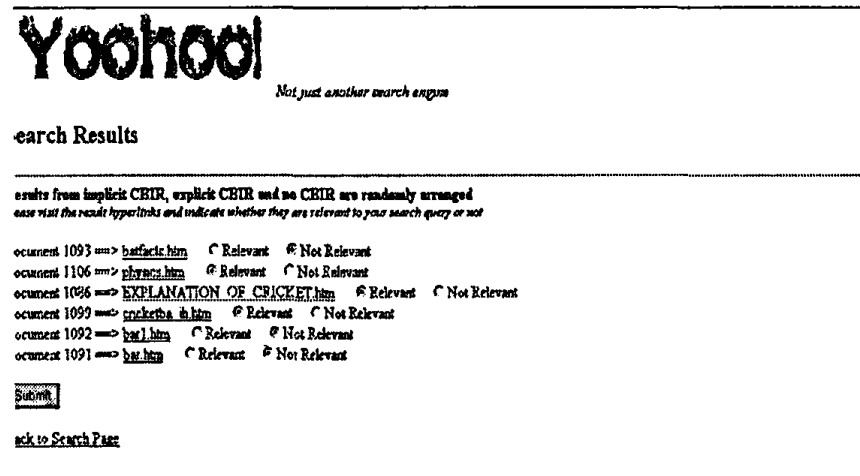 Yoohoo!
Not just another search engine
earch Results
esults from implicit CBIR, explicit CBIR and no CBIR are randomly arranged
ease visit the result hyperlinks and indicate whether they are relevant to your search query or not
ocument 1093 ==> batfacts.htm Relevant Not Relevant
ocument 1106 ==> physics.htm Relevant Not Relevant
ocument 1086 ==> EXPLANATION OF CRICKET.htm Relevant Not Relevant
ocument 1099 ==> Relevant Not Relevant
ocument 1092 ==> bat1.htm Relevant Not Relevant
ocument 1091 ==> bat.htm Relevant Not Relevant
Submit
ack to Search Page